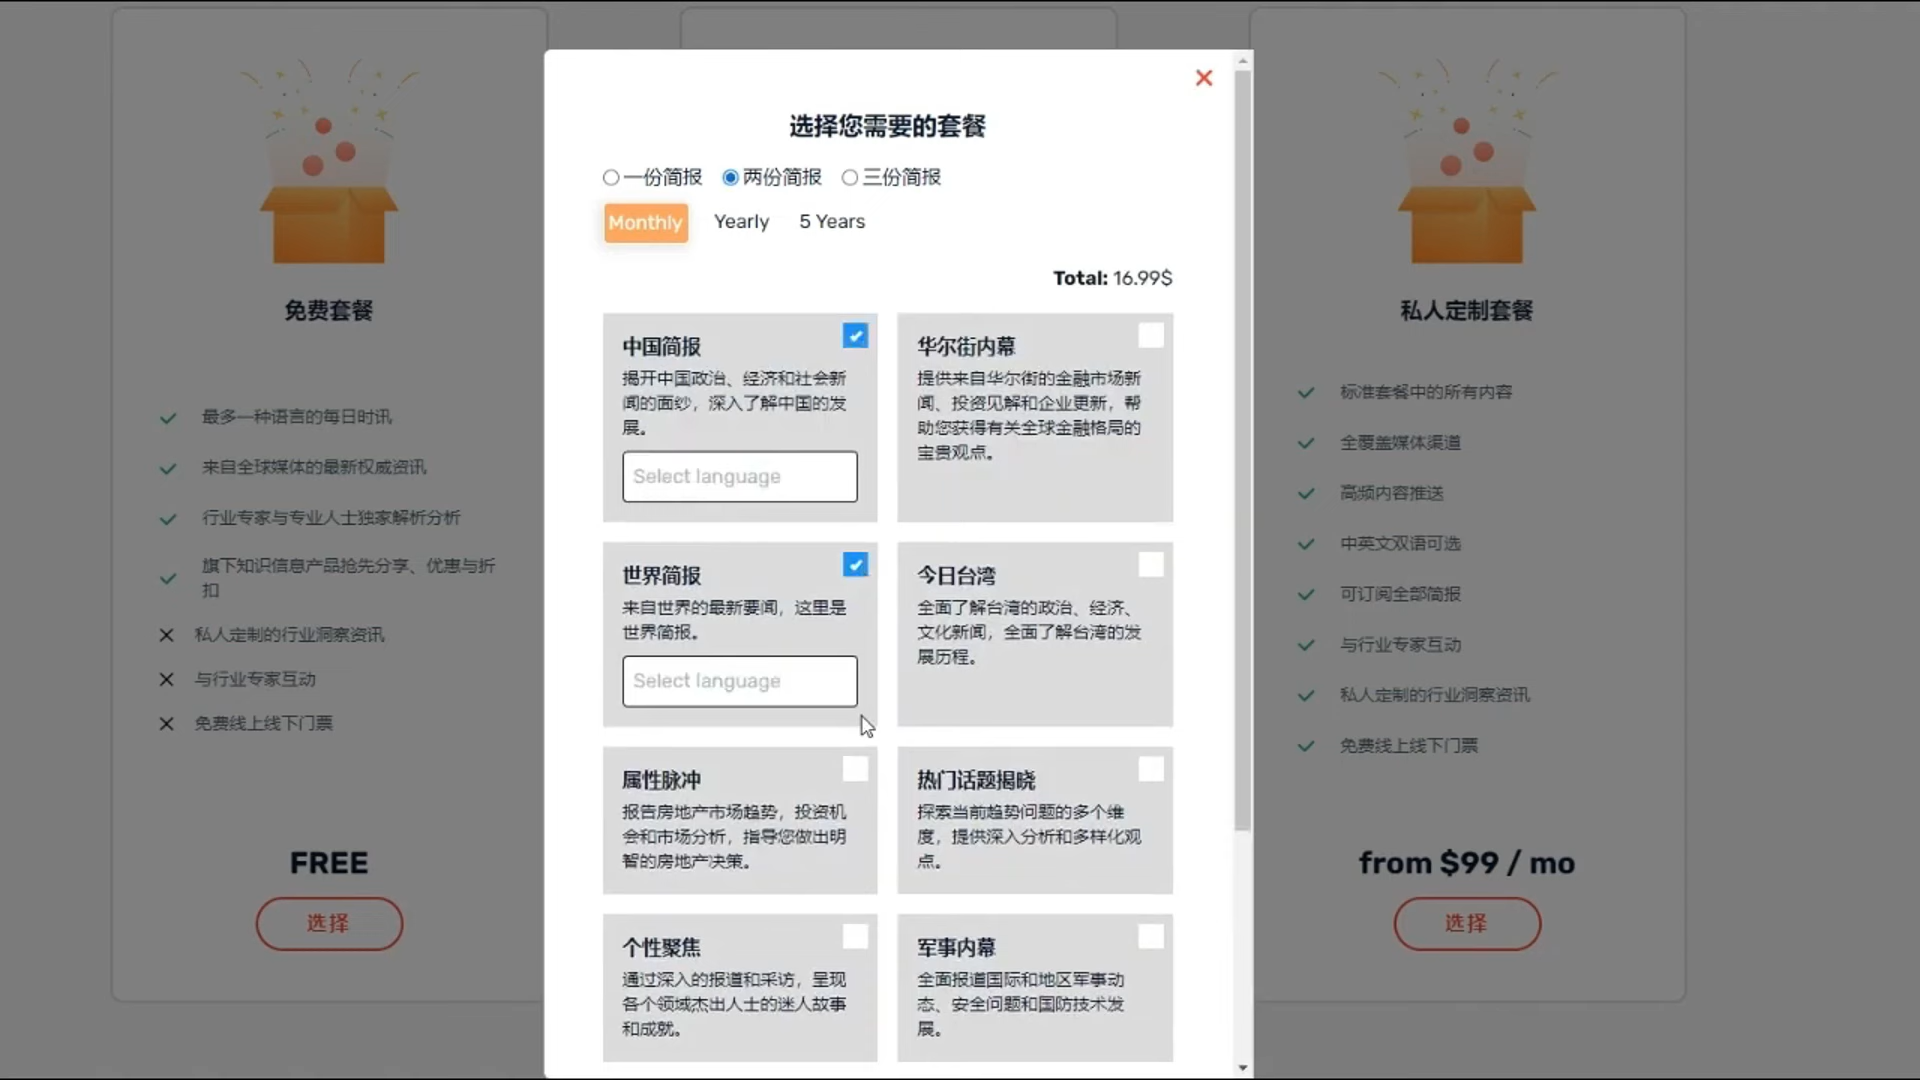 选择您需要的套餐
一份简报 两份简报 三份简报
Monthly Yearly 5 Years
Total: 16.99$
中国简报
揭开中国政治、经济和社会新
闻的面纱，深入了解中国的发
展。
Select language
华尔街内幕
提供来自华尔街的金融市场新
闻、投资见解和企业更新，帮
助您获得有关全球金融格局的
宝贵观点。
世界简报
来自世界的最新要闻，这里是
世界简报。
Select language
今日台湾
全面了解台湾的政治、经济、
文化新闻，全面了解台湾的发
展历程。
属性脉冲
报告房地产市场趋势，投资机
会和市场分析，指导您做出明
智的房地产决策。
热门话题揭晓
探索当前趋势问题的多个维
度，提供深入分析和多样化观
点。
个性聚焦
通过深入的报道和采访，呈现
各个领域杰出人士的迷人故事
和成就。
军事内幕
全面报道国际和地区军事动
态、安全问题和国防技术发
展。
免费套餐
最多一种语言的每日时讯
来自全球媒体的最新权威资讯
行业专家与专业人士独家解析分析
旗下知识信息产品抢先分享、优惠与折
扣
私人定制的行业洞察资讯
与行业专家互动
免费线上线下门票
FREE
选择
私人定制套餐
标准套餐中的所有内容
全覆盖媒体渠道
高频内容推送
中英文双语可选
可订阅全部简报
与行业专家互动
私人定制的行业洞察资讯
免费线上线下门票
from $99 / mo
选择